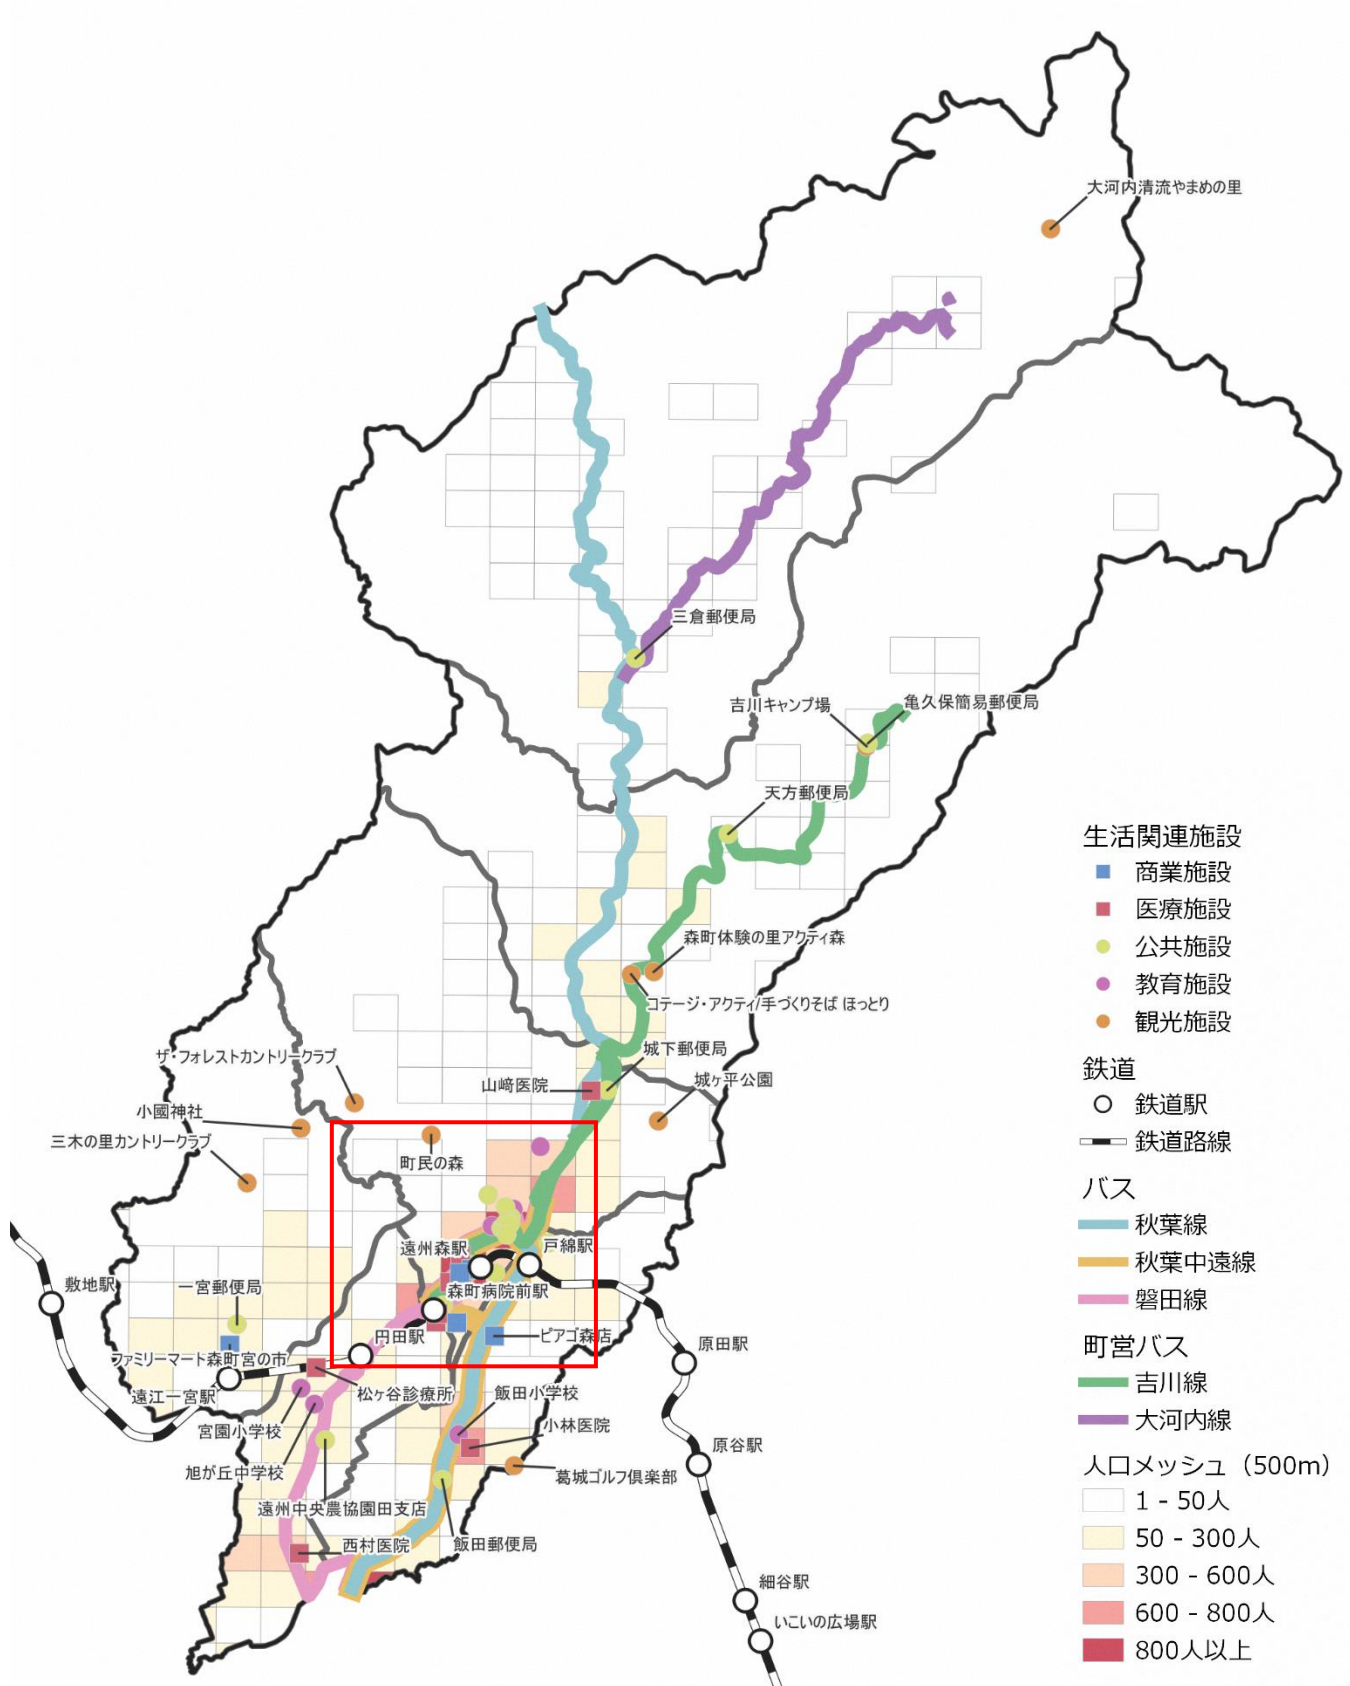 大河内清流やまめの里
三倉郵便局
吉川キャンプ場
亀久保簡易郵便局
天方郵便局
森町体験の里アクティ森
コテージ・アクティ/手づくりそば ほっとり
城下郵便局
山﨑医院
城ヶ平公園
ザ・フォレストカントリークラブ
小國神社
三木の里カントリークラブ
町民の森
遠州森駅
戸綿駅
敷地駅
一宮郵便局
森町病院前駅
円田駅
ピアゴ森店
原田駅
ファミリーマート森町宮の市
遠江一宮駅
松ヶ谷診療所
飯田小学校
宮園小学校
小林医院
原谷駅
旭が丘中学校
葛城ゴルフ倶楽部
遠州中央農協園田支店
西村医院
飯田郵便局
細谷駅
いこいの広場駅
生活関連施設
商業施設
医療施設
公共施設
教育施設
観光施設
鉄道
鉄道駅
鉄道路線
バス
秋葉線
秋葉中遠線
磐田線
町営バス
吉川線
大河内線
人口メッシュ（500m）
1 - 50人
50 - 300人
300 - 600人
600 - 800人
800人以上